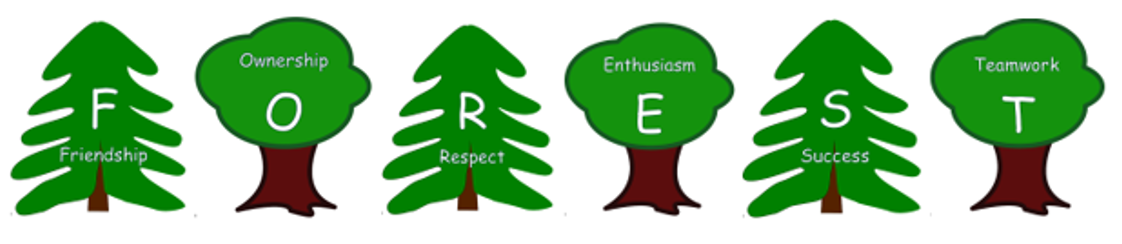 F
Friendship
Ownership
O
R
Respect
Enthusiasm
E
S
Success
Teamwork
T